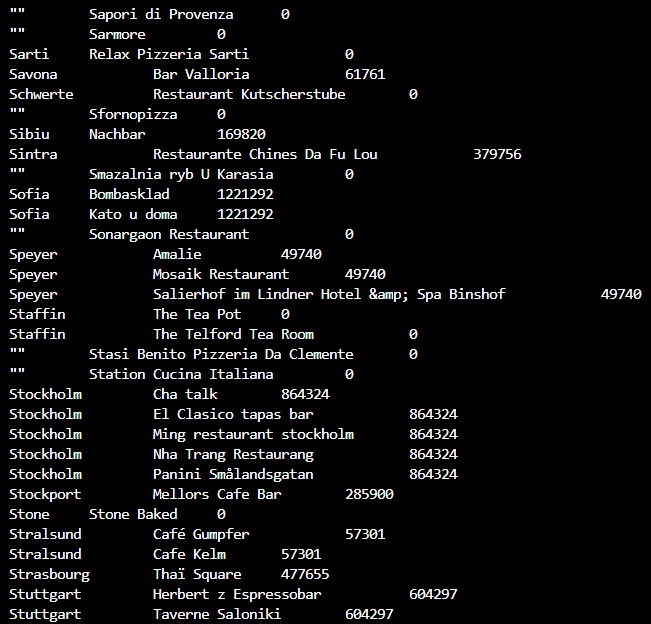 "" Sapori di Provenza 0
"" Sarmore 0
Sarti Relax Pizzeria Sarti 0
Savona Bar Valloria 61761
Schwerte Restaurant Kutscherstube 0
"" Sfornopizza 0
Sibiu Nachbar 169820
Sintra Restaurante Chines Da Fu Lou 379756
"" Smazalnia ryb U Karasia 0
Sofia Bombasklad 1221292
Sofia Kato u doma 1221292
"" Sonargaon Restaurant 0
Speyer Amalie 49740
Speyer Mosaik Restaurant 49740
Speyer Salierhof im Lindner Hotel &amp; Spa Binshof 49740
Staffin The Tea Pot 0
Staffin The Telford Tea Room 0
"" Stasi Benito Pizzeria Da Clemente 0
"" Station Cucina Italiana 0
Stockholm Cha talk 864324
Stockholm El Clasico tapas bar 864324
Stockholm Ming restaurant stockholm 864324
Stockholm Nha Trang Restaurang 864324
Stockholm Panini Smålandsgatan 864324
Stockport Mellors Cafe Bar 285900
Stone Stone Baked 0
Stralsund Café Gumpfer 57301
Stralsund Cafe Kelm 57301
Strasbourg Thaï Square 477655
Stuttgart Herbert z Espressobar 604297
Stuttgart Taverne Saloniki 604297